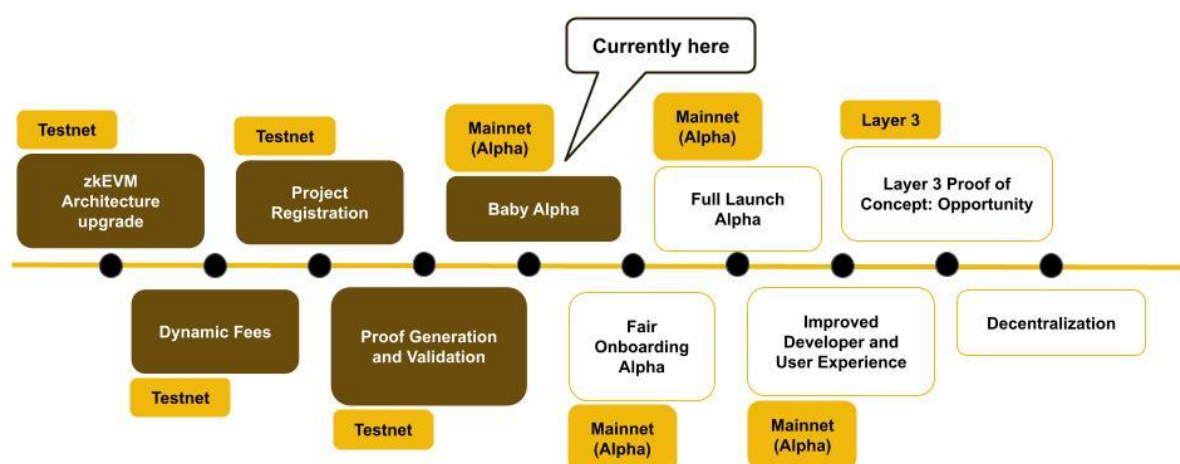 Currently here
Testnet
zkEVM
Architecture
upgrade
Testnet
Project
Registration
Mainnet
(Alpha)
Baby Alpha
Mainnet
(Alpha)
Full Launch
Alpha
Layer 3
Layer 3 Proof of
Concept: Opportunity
Dynamic Fees
Testnet
Proof Generation
and Validation
Testnet
Fair
Onboarding
Alpha
Mainnet
(Alpha)
Improved
Developer and
User Experience
Mainnet
(Alpha)
Decentralization